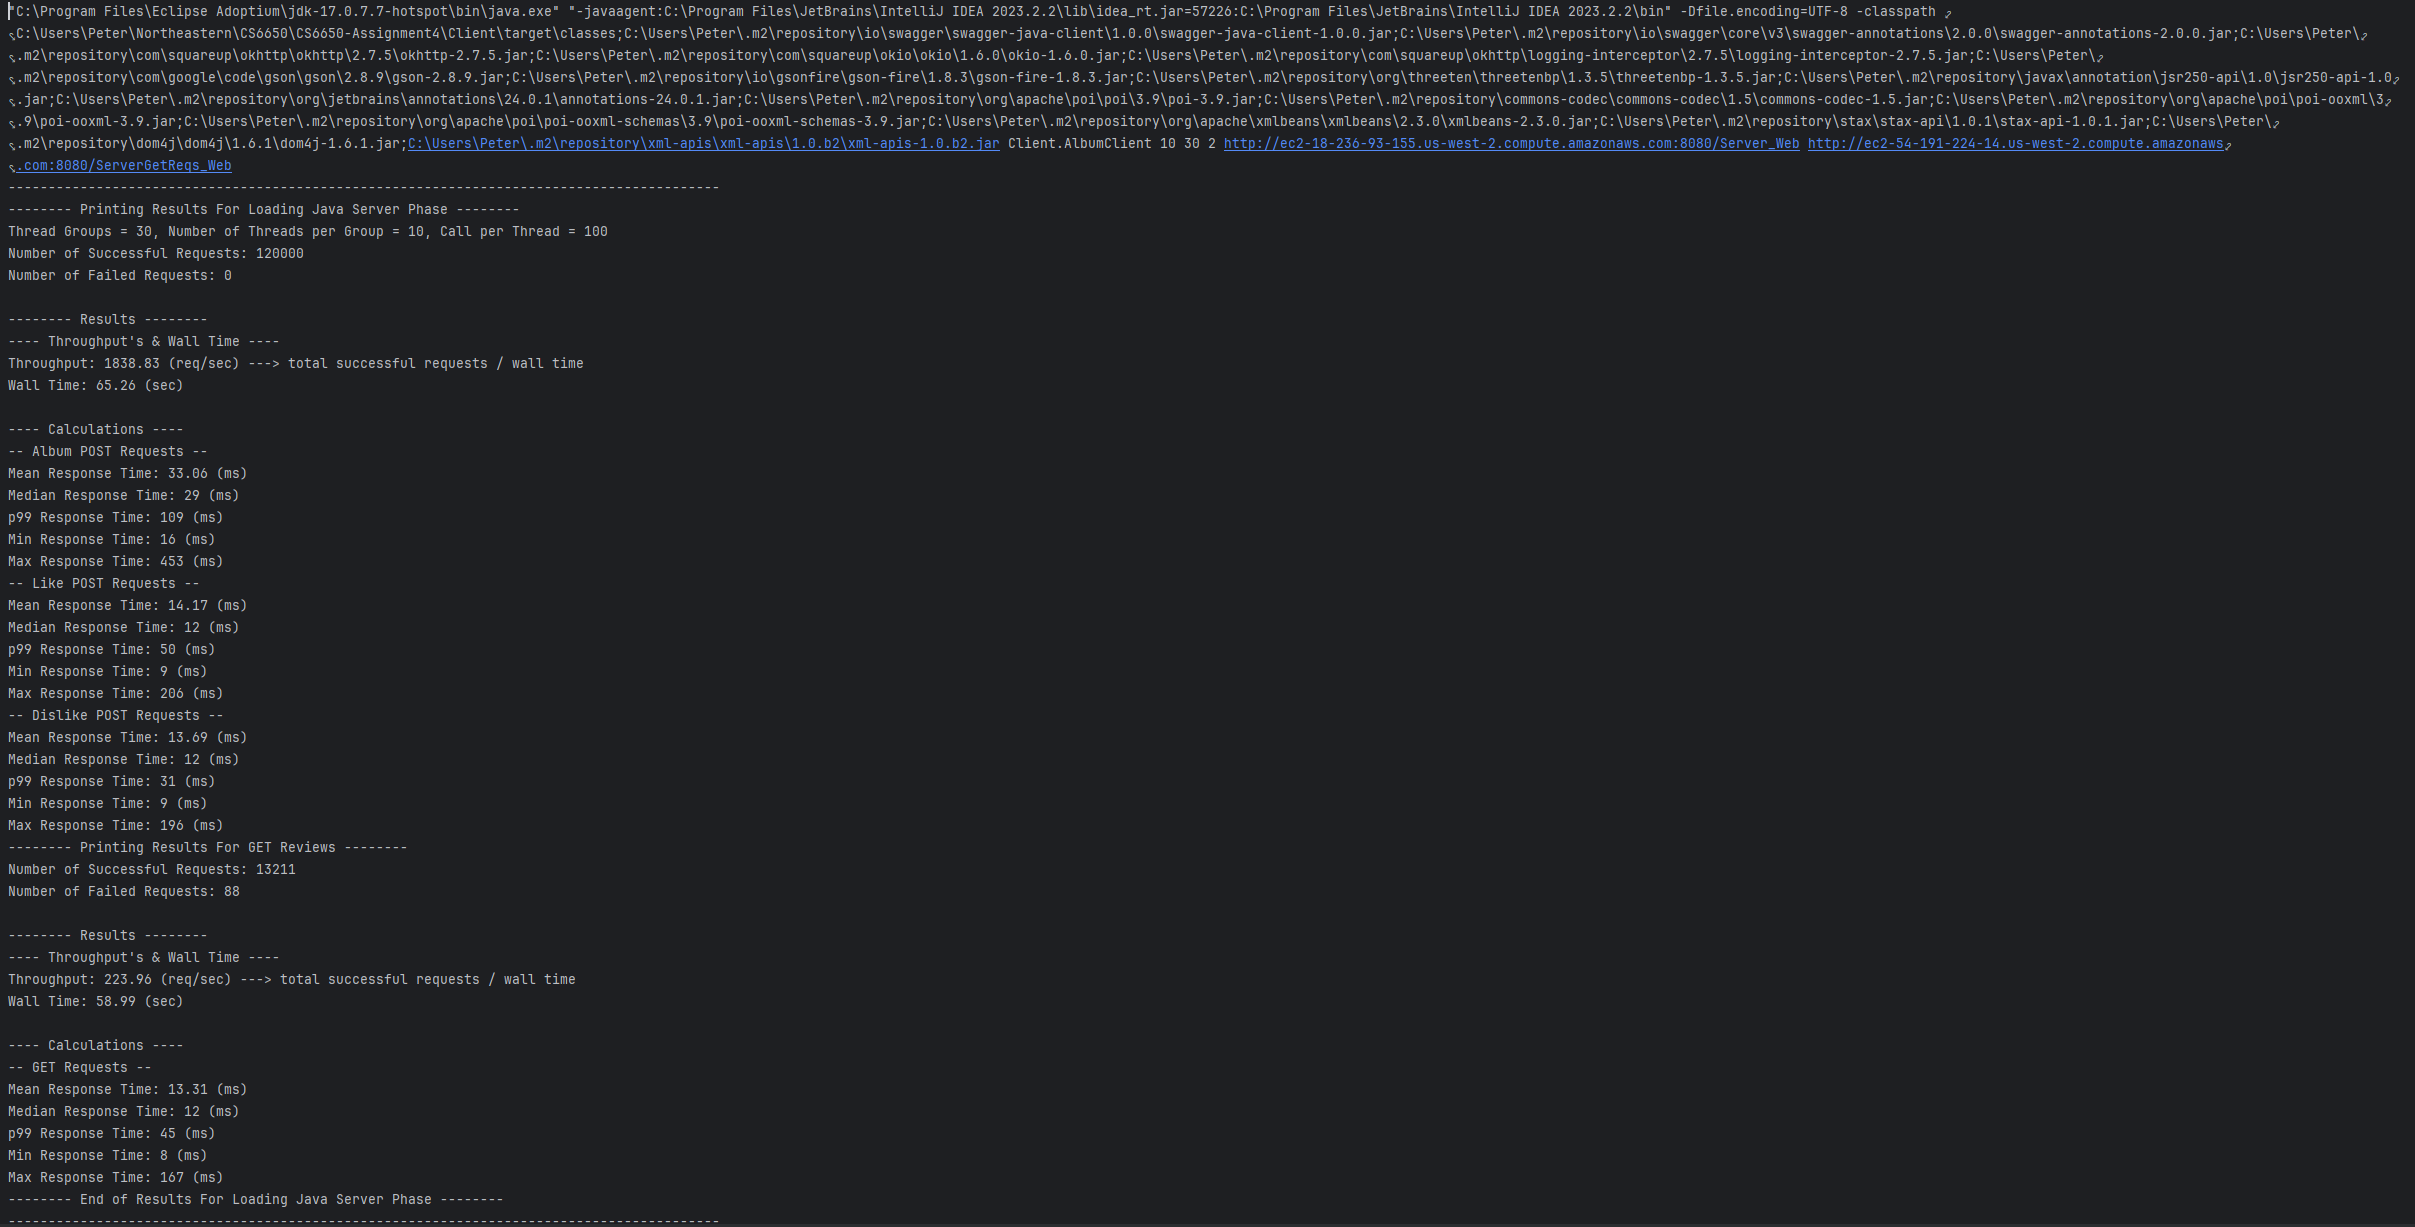 "C:\Program Files\Eclipse Adoptium\jdk-17.0.7.7-hotspot\bin\java.exe" "-javaagent:C:\Program Files\JetBrains\IntelliJ IDEA 2023.2.2\lib\idea_rt.jar=57226:C:\Program Files\JetBrains\IntelliJ IDEA 2023.2.2\bin" -Dfile.encoding=UTF-8 -classpath
C:\Users\Peter\Northeastern\CS6650\CS6650-Assignment4\Client\target\classes;C:\Users\Peter\.m2\repository\io\swagger\swagger-java-client\1.0.0\swagger-java-client-1.0.0.jar;C:\Users\Peter\.m2\repository\io\swagger\core\v3\swagger-annotations\2.0.0\swagger-annotations-2.0.0.jar;C:\Users\Peter\
.m2\repository\com\squareup\okhttp\okhttp\2.7.5\okhttp-2.7.5.jar;C:\Users\Peter\.m2\repository\com\squareup\okio\okio\1.6.0\okio-1.6.0.jar;C:\Users\Peter\.m2\repository\com\squareup\okhttp\logging-interceptor\2.7.5\logging-interceptor-2.7.5.jar;C:\Users\Peter\
.m2\repository\com\google\code\gson\gson\2.8.9\gson-2.8.9.jar;C:\Users\Peter\.m2\repository\io\gsonfire\gson-fire\1.8.3\gson-fire-1.8.3.jar;C:\Users\Peter\.m2\repository\org\threeten\threetenbp\1.3.5\threetenbp-1.3.5.jar;C:\Users\Peter\.m2\repository\javax\annotation\jsr250-api\1.0\jsr250-api-1.0
.jar;C:\Users\Peter\.m2\repository\org\jetbrains\annotations\24.0.1\annotations-24.0.1.jar;C:\Users\Peter\.m2\repository\org\apache\poi\poi\3.9\poi-3.9.jar;C:\Users\Peter\.m2\repository\commons-codec\commons-codec\1.5\commons-codec-1.5.jar;C:\Users\Peter\.m2\repository\org\apache\poi\poi-ooxml\3
.9\poi-ooxml-3.9.jar;C:\Users\Peter\.m2\repository\org\apache\poi\poi-ooxml-schemas\3.9\poi-ooxml-schemas-3.9.jar;C:\Users\Peter\.m2\repository\org\apache\xmlbeans\xmlbeans\2.3.0\xmlbeans-2.3.0.jar;C:\Users\Peter\.m2\repository\stax\stax-api\1.0.1\stax-api-1.0.1.jar;C:\Users\Peter\
.m2\repository\dom4j\dom4j\1.6.1\dom4j-1.6.1.jar;C:\Users\Peter\.m2\repository\xml-apis\xml-apis\1.0.b2\xml-apis-1.0.b2.jar Client.AlbumClient 10 30 2 http://ec2-18-236-93-155.us-west-2.compute.amazonaws.com:8080/Server_Web http://ec2-54-191-224-14.us-west-2.compute.amazonaws
.com:8080/ServerGetReqs_Web
-----------------------------------------------------------------------------------------
-------- Printing Results For Loading Java Server Phase --------
Thread Groups = 30, Number of Threads per Group = 10, Call per Thread = 100
Number of Successful Requests: 120000
Number of Failed Requests: 0
-------- Results --------
---- Throughput's & Wall Time ----
Throughput: 1838.83 (req/sec) ---> total successful requests / wall time
Wall Time: 65.26 (sec)
---- Calculations ----
-- Album POST Requests --
Mean Response Time: 33.06 (ms)
Median Response Time: 29 (ms)
p99 Response Time: 109 (ms)
Min Response Time: 16 (ms)
Max Response Time: 453 (ms)
-- Like POST Requests --
Mean Response Time: 14.17 (ms)
Median Response Time: 12 (ms)
p99 Response Time: 50 (ms)
Min Response Time: 9 (ms)
Max Response Time: 206 (ms)
-- Dislike POST Requests --
Mean Response Time: 13.69 (ms)
Median Response Time: 12 (ms)
p99 Response Time: 31 (ms)
Min Response Time: 9 (ms)
Max Response Time: 196 (ms)
-------- Printing Results For GET Reviews --------
Number of Successful Requests: 13211
Number of Failed Requests: 88
-------- Results --------
---- Throughput's & Wall Time ----
Throughput: 223.96 (req/sec) ---> total successful requests / wall time
Wall Time: 58.99 (sec)
---- Calculations ----
-- GET Requests --
Mean Response Time: 13.31 (ms)
Median Response Time: 12 (ms)
p99 Response Time: 45 (ms)
Min Response Time: 8 (ms)
Max Response Time: 167 (ms)
-------- End of Results For Loading Java Server Phase --------
-----------------------------------------------------------------------------------------